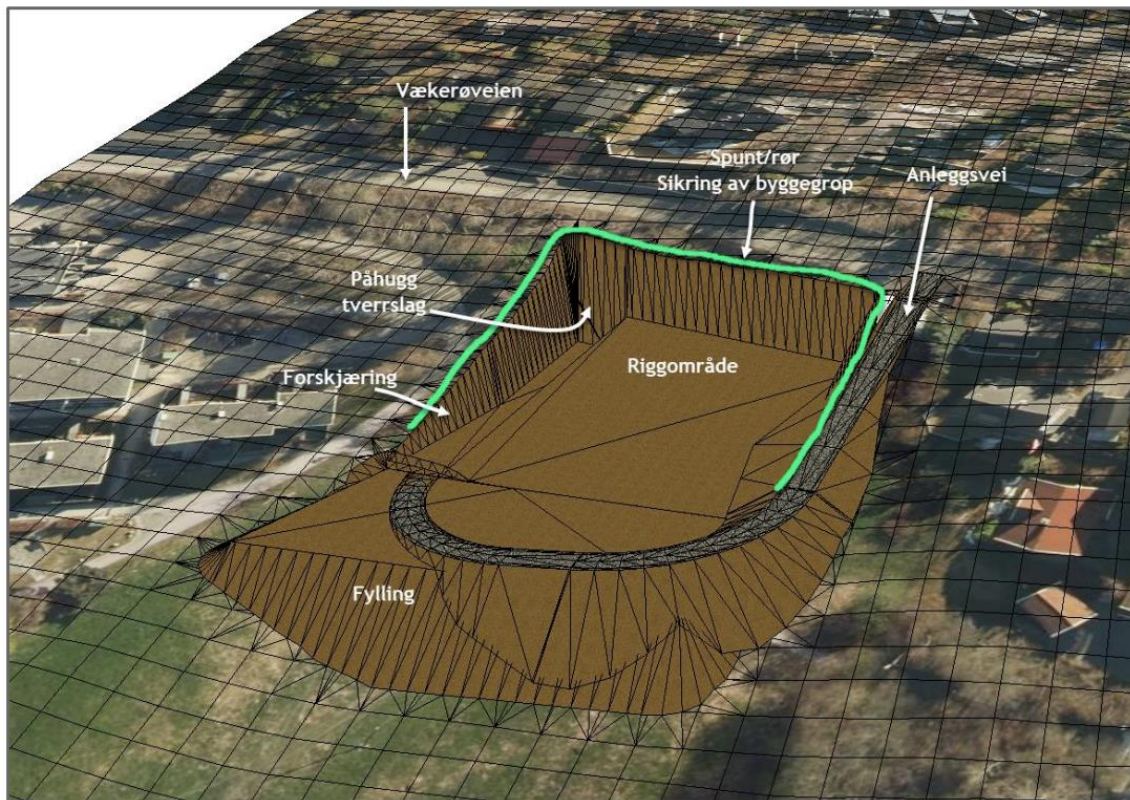 Vækerøveien
Spunt/rør
Sikring av byggegrop
Anleggsvei
Påhugg
tverrslag
Riggområde
Forskjæring
Fylling